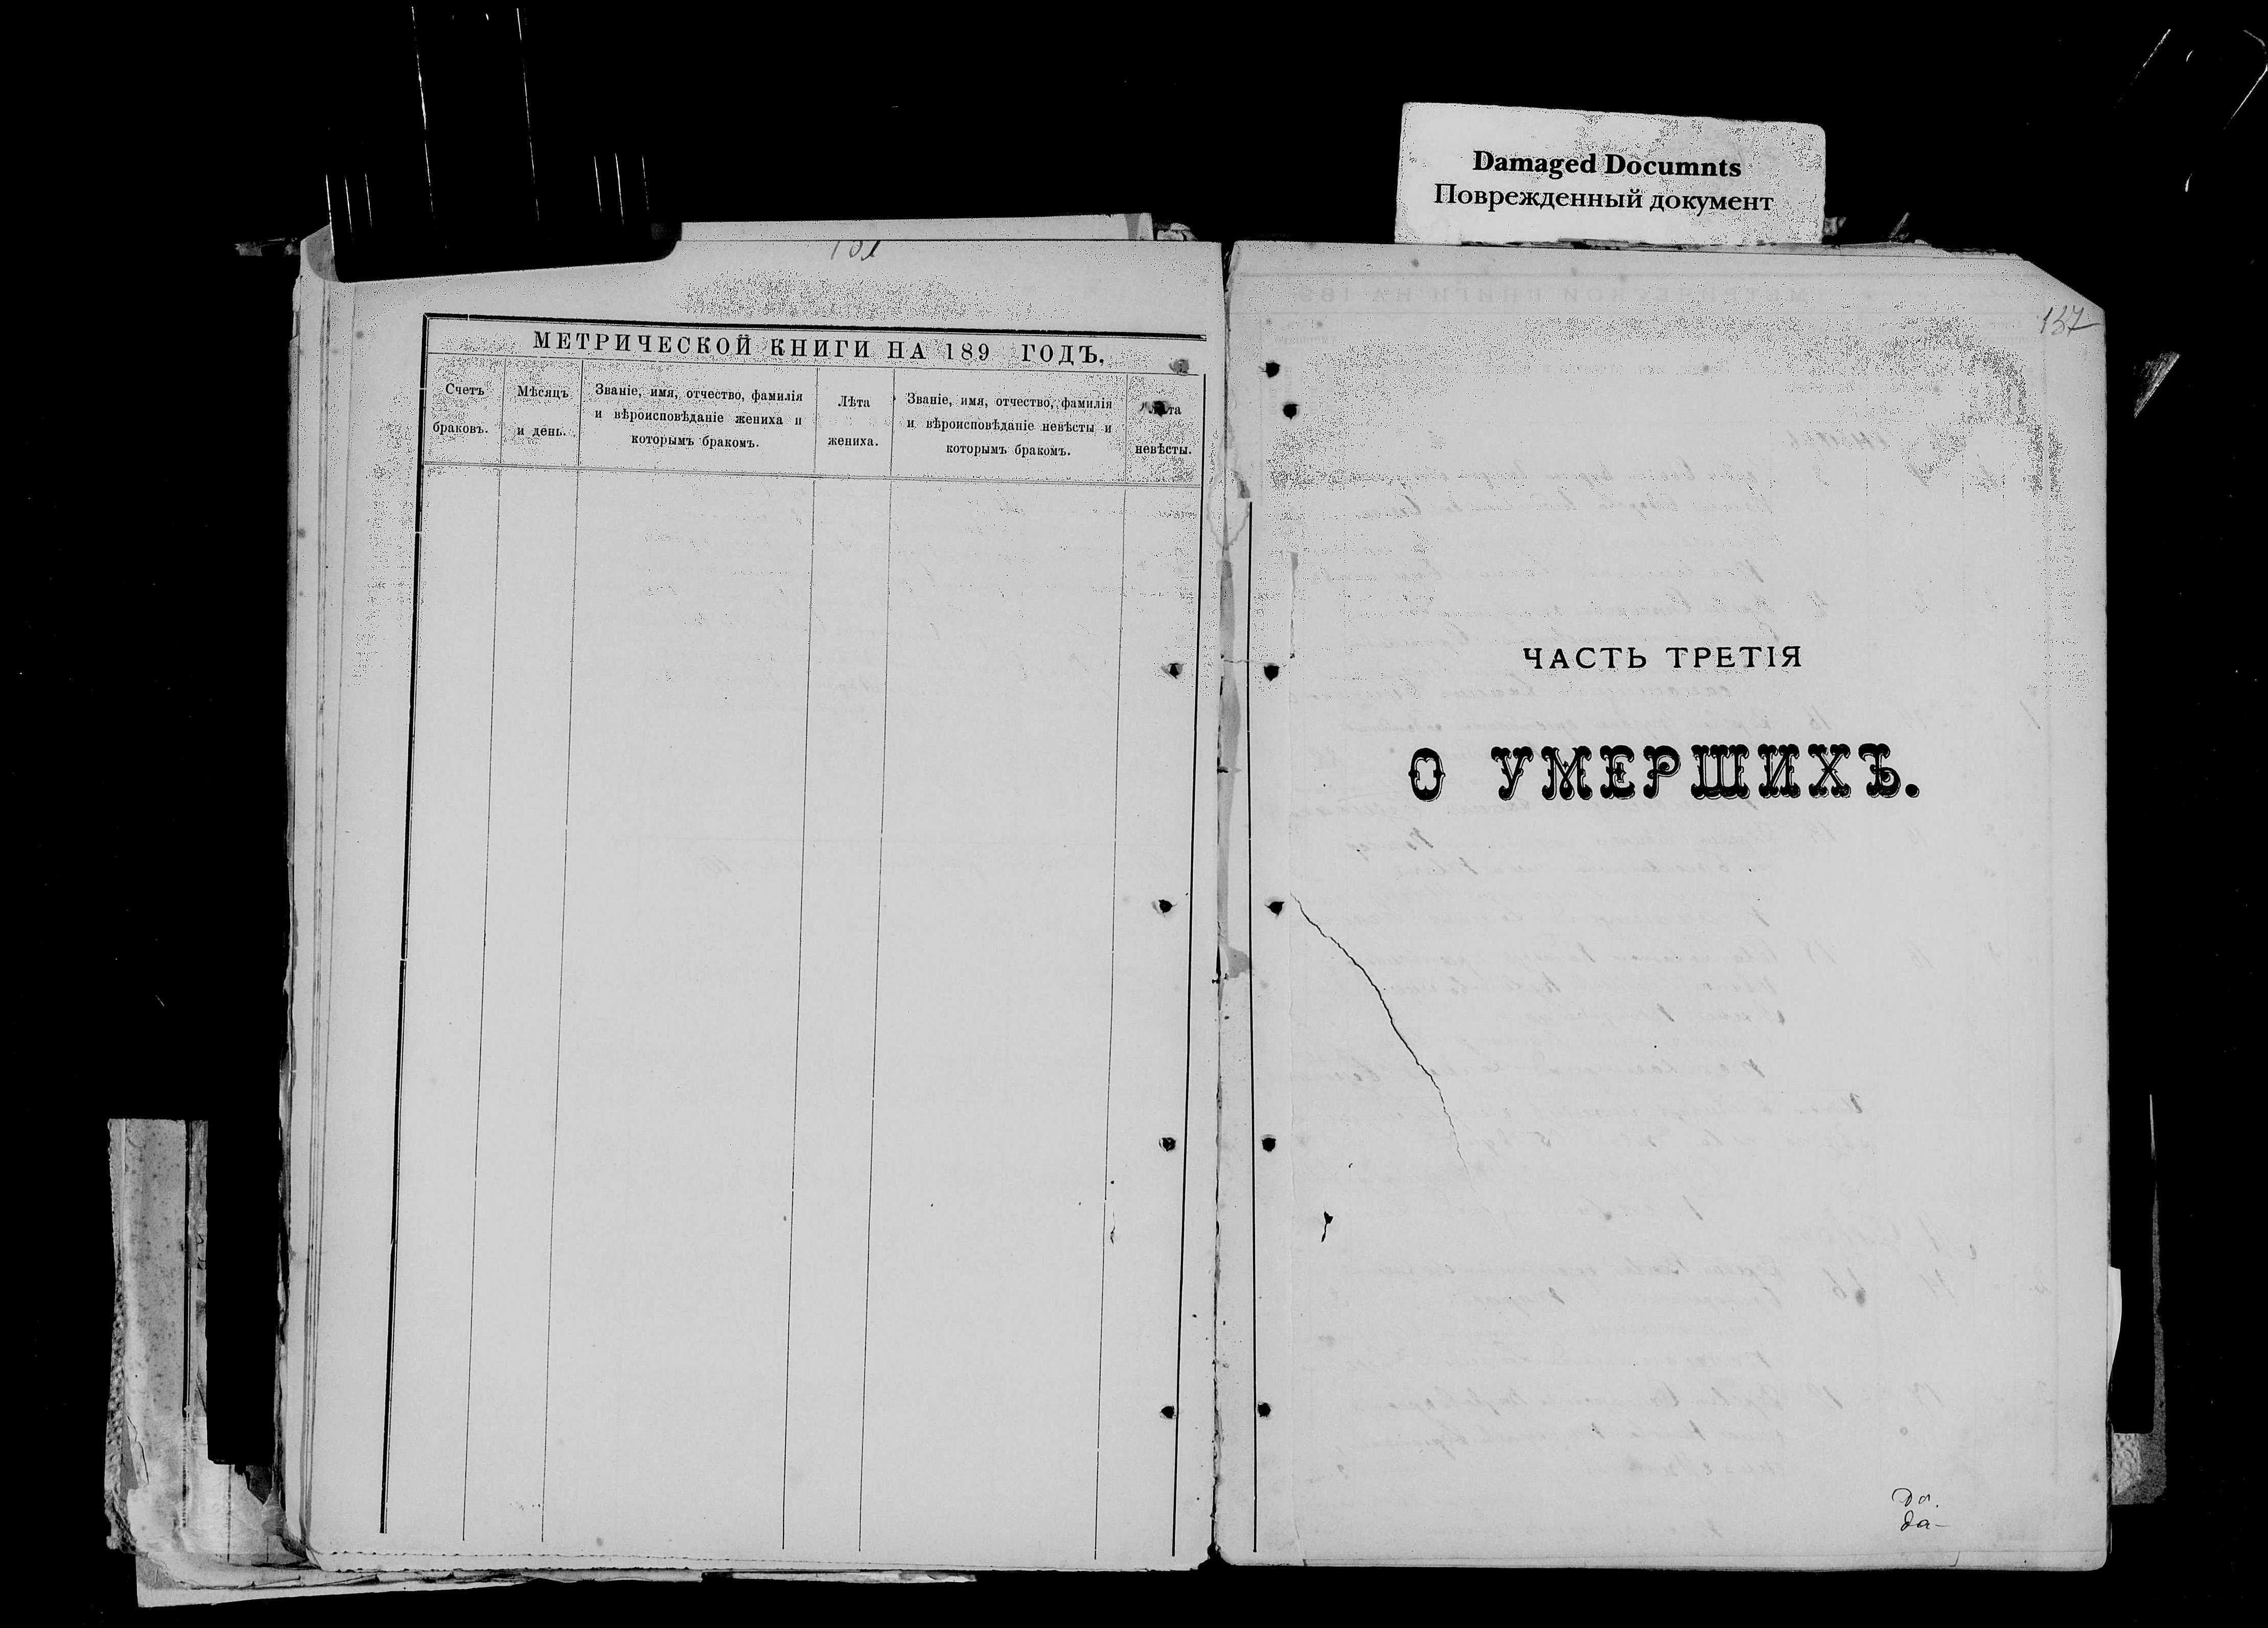 Damaged Documnts
Поврежденный документ
МЕТРИЧЕСКОЙ КНИГИ НА 189 ГОДЪ.
Счетъ браковъ.
Мѣсяцъ и день.
Званіе, имя, отчество, фамилія
и вѣроисповѣданіе жениха и
которымъ бракомъ.
Лѣта жениха.
Званіе, имя, отчество, фамилія
и вѣроисповѣданіе невѣсты и
которымъ бракомъ.
Лѣта невѣсты.
137
ЧАСТЬ ТРЕТІЯ
О УМЕРШИХЪ.